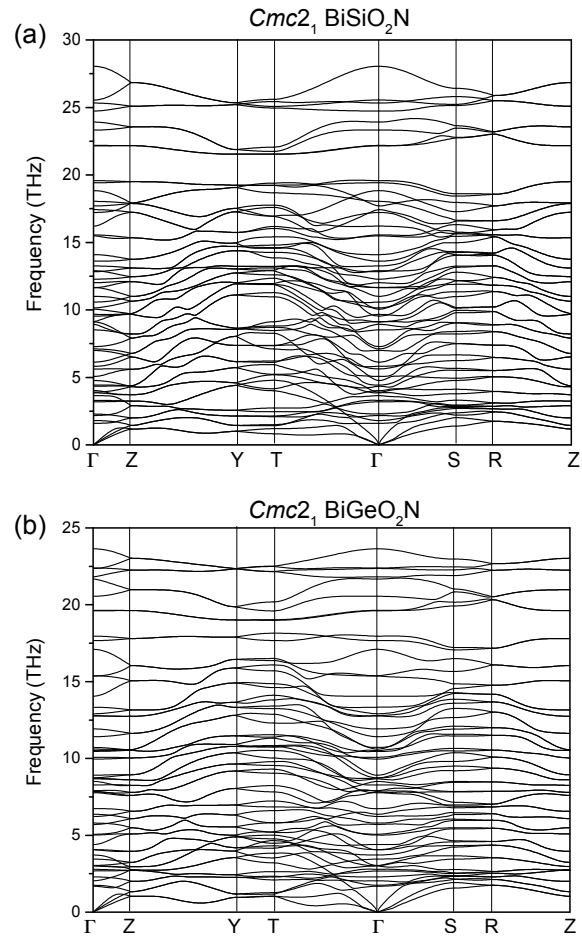 (a) Cmc2₁ BiSiO₂N
30
25
20
15
10
5
0
Frequency (THz)
Γ Z Y T Γ S R Z
(b) Cmc2₁ BiGeO₂N
25
20
15
10
5
0
Frequency (THz)
Γ Z Y T Γ S R Z